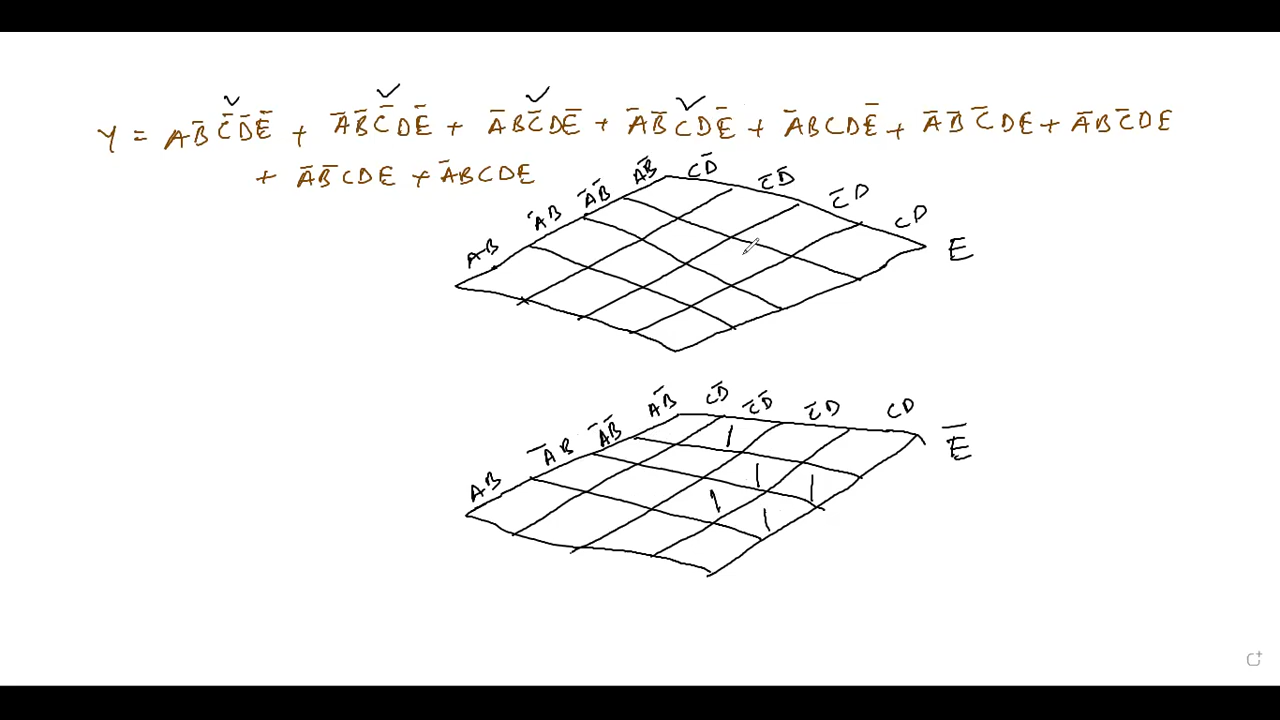 Y = AB̄C̄D̄Ē + ĀB̄C̄DĒ + ĀBC̄DĒ + ĀB̄CDĒ + ĀBCDĒ + ĀB̄C̄DE + ĀBC̄DE
+ ĀB̄CDE + ĀBCDE
AB ĀB ĀB̄ AB̄ CD̄ C̄D̄ C̄D CD E
AB ĀB ĀB̄ AB̄ CD̄ C̄D̄ C̄D CD Ē
1
1
1 1
1